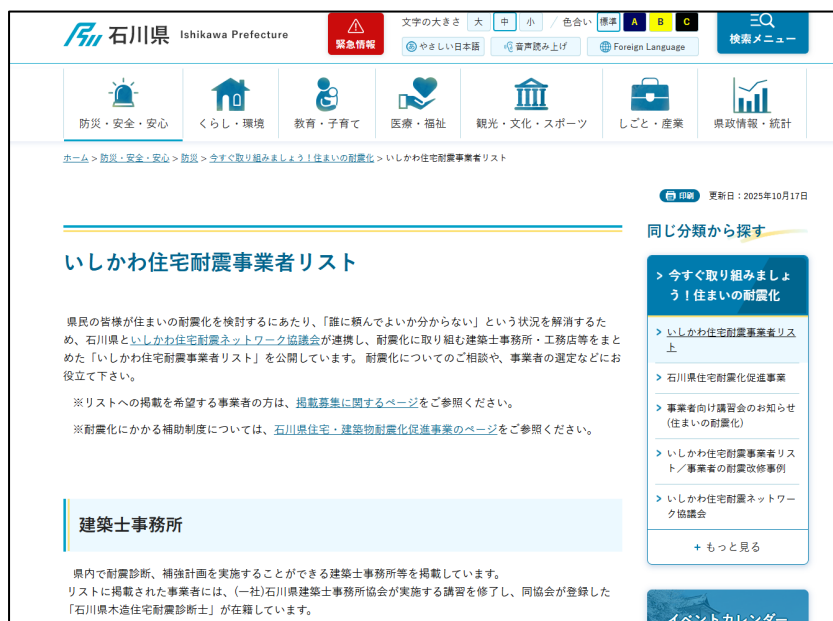 石川県 Ishikawa Prefecture
緊急情報
文字の大きさ 大 中 小 / 色合い 標準 A B C
やさしい日本語 音声読み上げ Foreign Language
検索メニュー
防災・安全・安心 くらし・環境 教育・子育て 医療・福祉 観光・文化・スポーツ しごと・産業 県政情報・統計
ホーム > 防災・安全・安心 > 防災 > 今すぐ取り組みましょう！住まいの耐震化 > いしかわ住宅耐震事業者リスト
印刷 更新日：2025年10月17日
いしかわ住宅耐震事業者リスト
県民の皆様が住まいの耐震化を検討するにあたり、「誰に頼んでよいか分からない」という状況を解消するた
め、石川県といしかわ住宅耐震ネットワーク協議会が連携し、耐震化に取り組む建築士事務所・工務店等をまと
めた「いしかわ住宅耐震事業者リスト」を公開しています。 耐震化についてのご相談や、事業者の選定などにお
役立て下さい。
※リストへの掲載を希望する事業者の方は、掲載募集に関するページをご参照ください。
※耐震化にかかる補助制度については、石川県住宅・建築物耐震化促進事業のページをご参照ください。
建築士事務所
県内で耐震診断、補強計画を実施することができる建築士事務所等を掲載しています。
リストに掲載された事業者には、(一社)石川県建築士事務所協会が実施する講習を修了し、同協会が登録した
「石川県木造住宅耐震診断士」が在籍しています。
同じ分類から探す
> 今すぐ取り組みましょ
う！住まいの耐震化
> いしかわ住宅耐震事業者リス
ト
> 石川県住宅耐震化促進事業
> 事業者向け講習会のお知らせ
(住まいの耐震化)
> いしかわ住宅耐震事業者リス
ト／事業者の耐震改修事例
> いしかわ住宅耐震ネットワー
ク協議会
+ もっと見る
イベントカレンダー